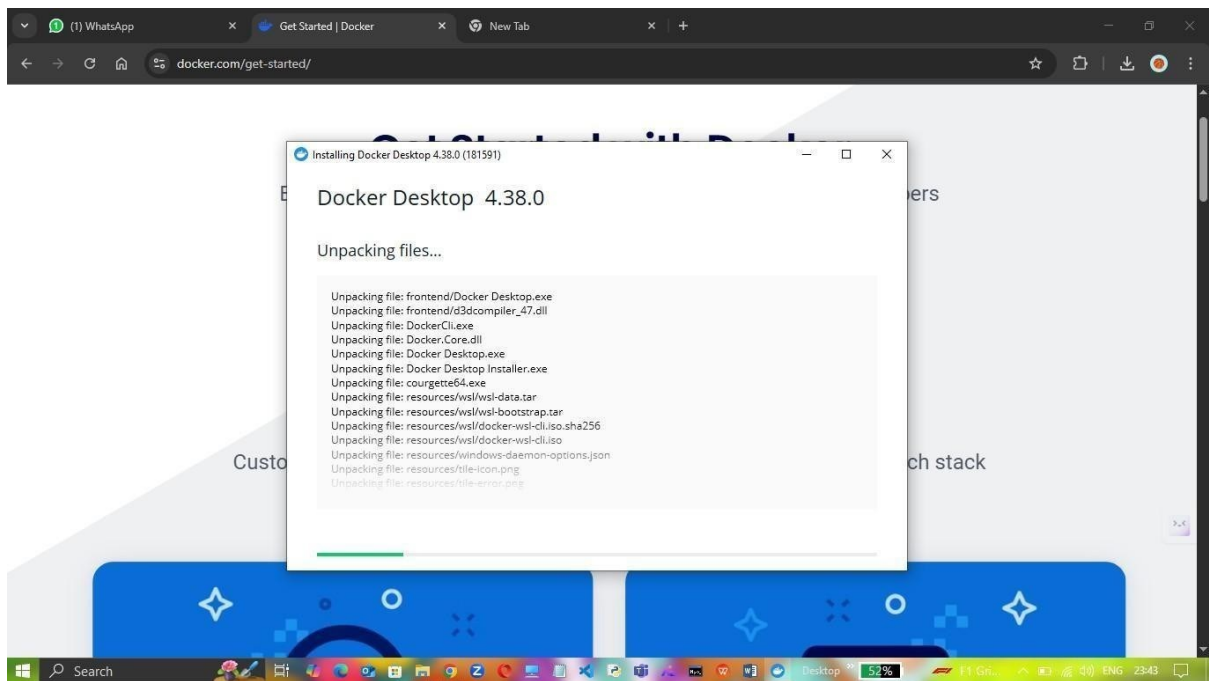 (1) WhatsApp
Get Started | Docker
New Tab
docker.com/get-started/
Installing Docker Desktop 4.38.0 (181591)
Docker Desktop 4.38.0
ers
Unpacking files...
Unpacking file: frontend/Docker Desktop.exe
Unpacking file: frontend/d3dcompiler_47.dll
Unpacking file: DockerCli.exe
Unpacking file: Docker.Core.dll
Unpacking file: Docker Desktop.exe
Unpacking file: Docker Desktop Installer.exe
Unpacking file: courgette64.exe
Unpacking file: resources/wsl/wsl-data.tar
Unpacking file: resources/wsl/wsl-bootstrap.tar
Unpacking file: resources/wsl/docker-wsl-cli.iso.sha256
Unpacking file: resources/wsl/docker-wsl-cli.iso
Unpacking file: resources/windows-daemon-options.json
Unpacking file: resources/tile-icon.png
Unpacking file: resources/tile-error.png
Custo
ch stack
Search
Desktop
52%
F1 Gri...
ENG
23:43